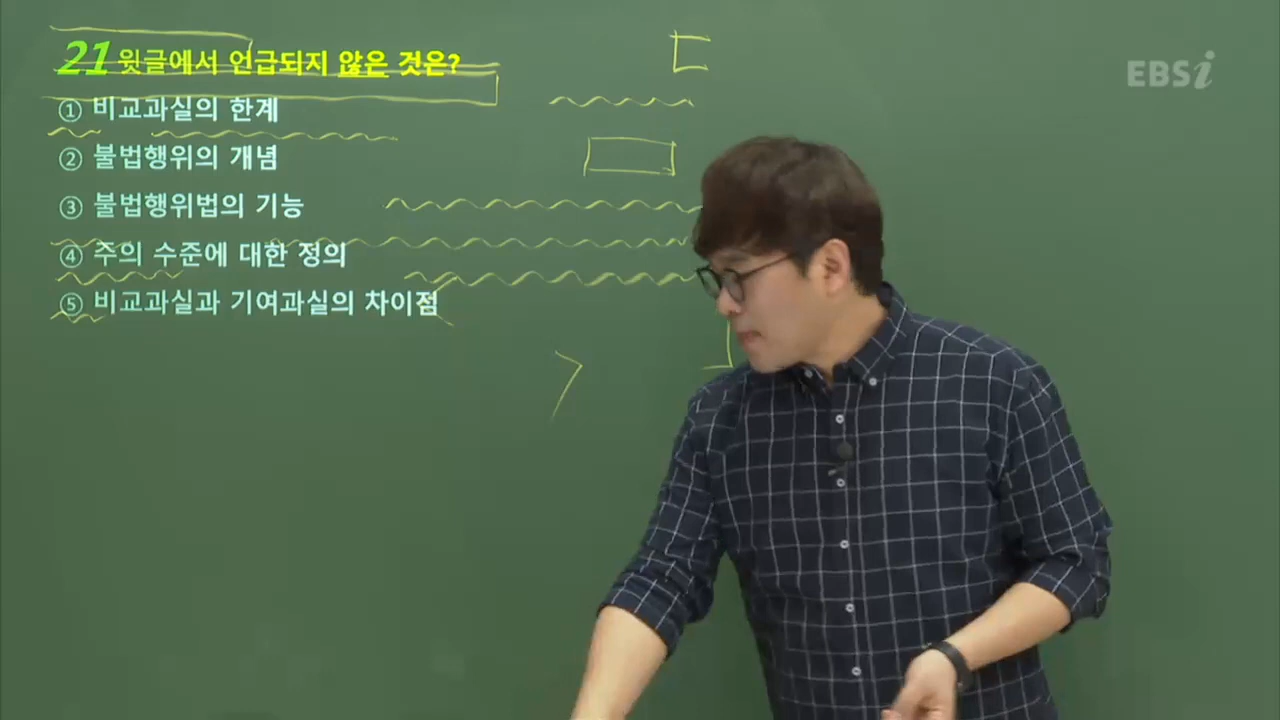 21 윗글에서 언급되지 않은 것은?
① 비교과실의 한계
② 불법행위의 개념
③ 불법행위법의 기능
④ 주의 수준에 대한 정의
⑤ 비교과실과 기여과실의 차이점
EBSi